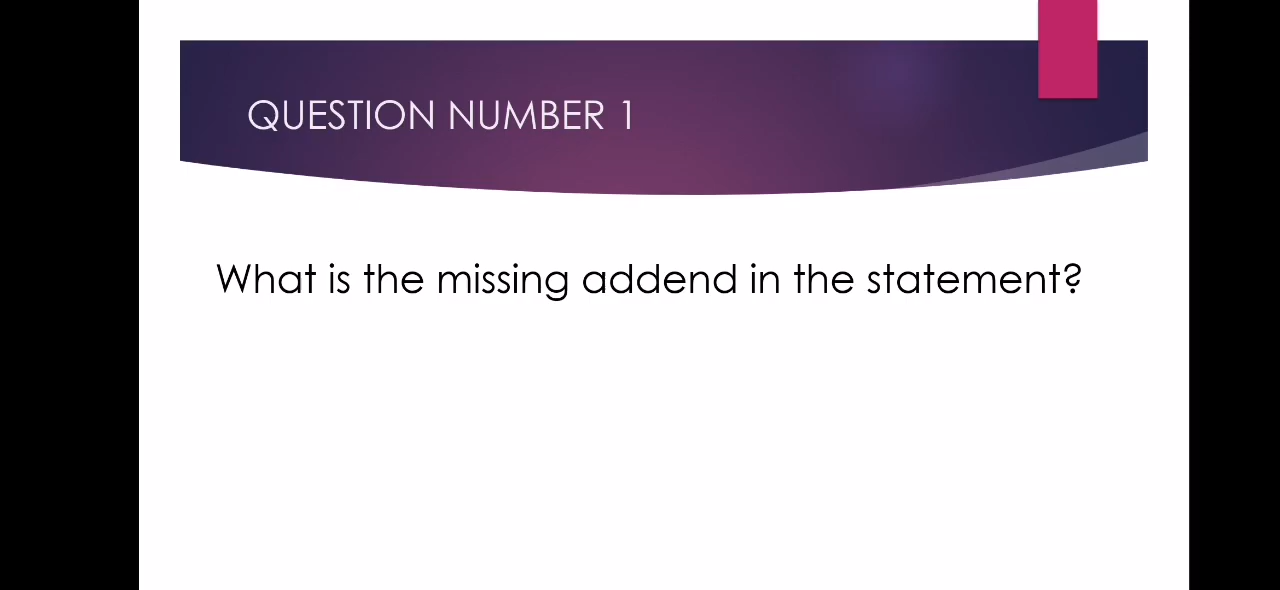 QUESTION NUMBER 1
What is the missing addend in the statement?